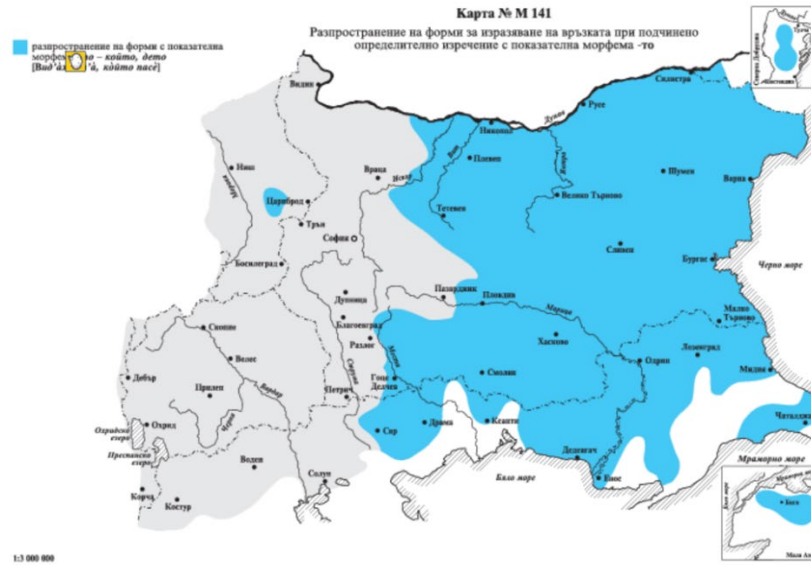 Карта № М 141
Разпространение на форми за изразяване на връзката при подчинено
определително изречение с показателна морфема -то
разпространение на форми с показателна
– който, дето
Видин
Русе
Силистра
Дунав
Никопол
Плевен
Вит
Янтра
Шумен
Варна
Ниш
Морава
Враца
Искър
Цариброд
Велико Търново
Тетевен
Трън
София
Сливен
Бургас
Черно море
Босилеград
Пазарджик
Пловдив
Марица
Малко
Търново
Дупница
Благоевград
Разлог
Скопие
Хасково
Одрин
Лозенград
Мидия
Велес
Дебър
Прилен
Вардар
Струма
Места
Петрич
Гоце
Делчев
Смолян
Черна
Охрид
Охридско
езеро
Преспанско
езеро
Сяр
Драма
Ксанти
Чаталджа
Воден
Солун
Дедеагач
Енос
Мраморно море
Бяло море
Корча
Костур
1:3 000 000